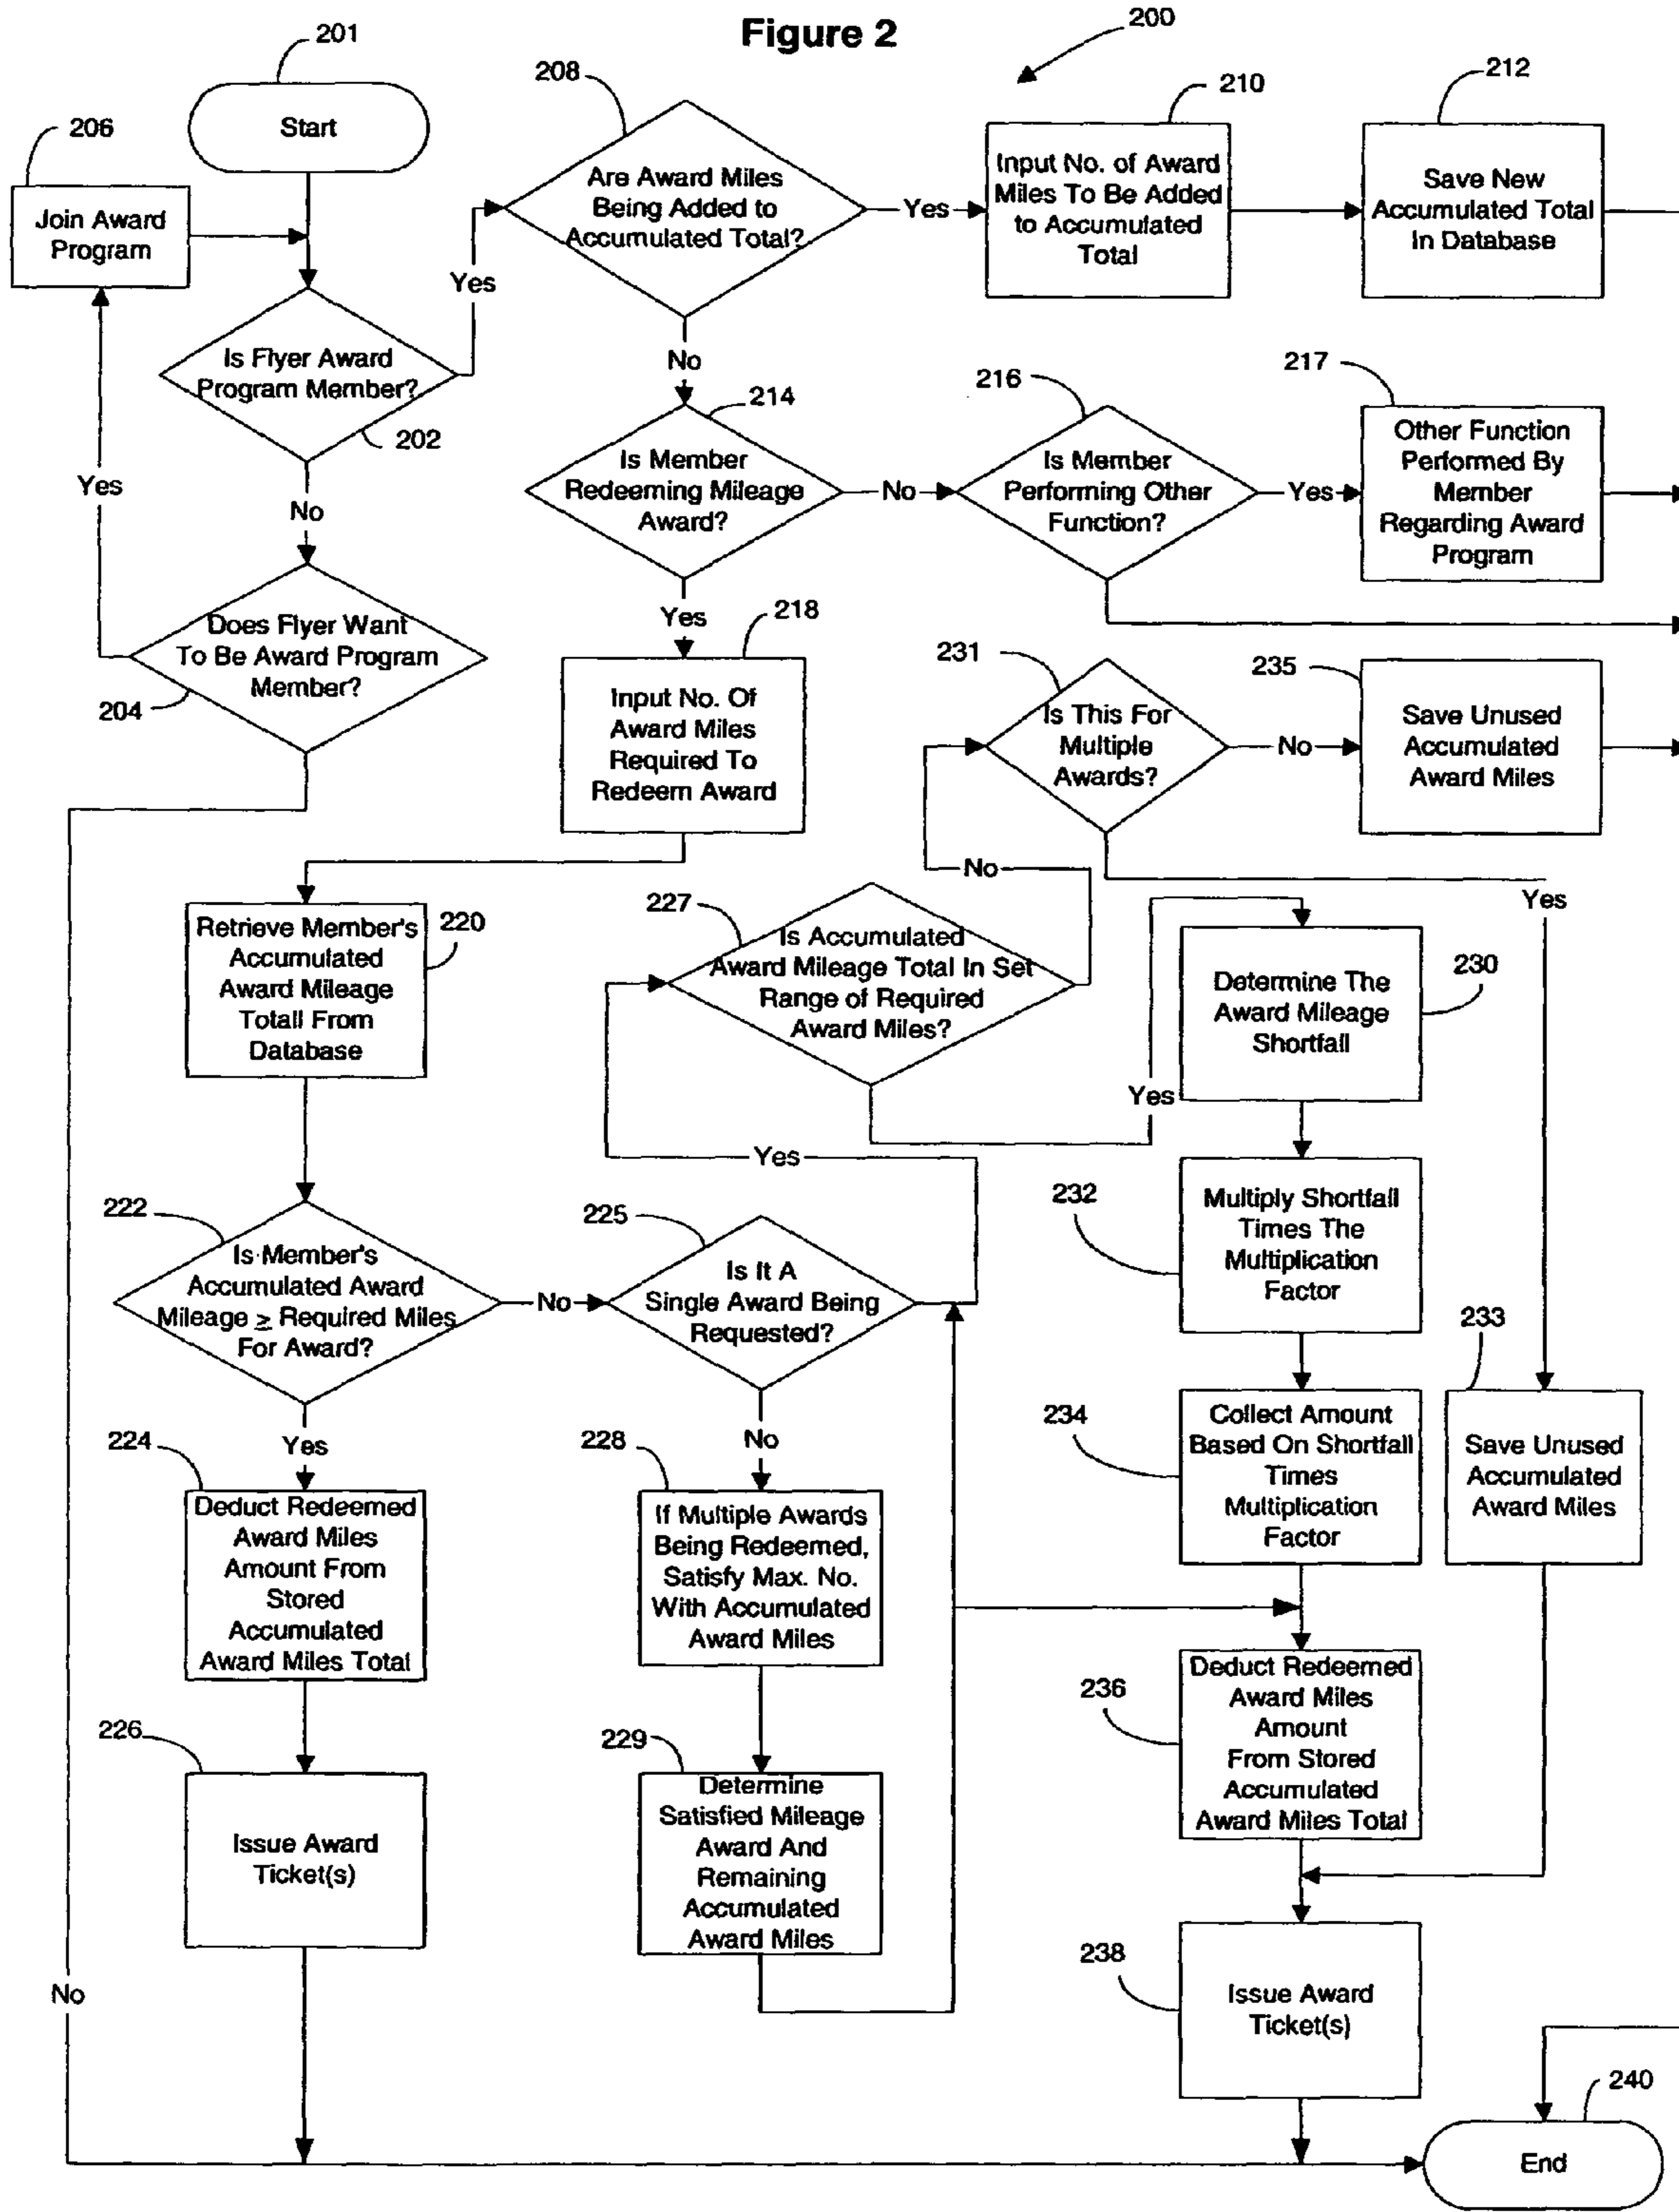 Figure 2
200
201
Start
206
Join Award
Program
Is Flyer Award
Program Member?
202
Yes
No
Yes
Does Flyer Want
To Be Award Program
Member?
204
No
208
Are Award Miles
Being Added to
Accumulated Total?
Yes
No
210
Input No. of Award
Miles To Be Added
to Accumulated
Total
212
Save New
Accumulated Total
In Database
214
Is Member
Redeeming Mileage
Award?
No
Yes
216
Is Member
Performing Other
Function?
Yes
217
Other Function
Performed By
Member
Regarding Award
Program
218
Input No. Of
Award Miles
Required To
Redeem Award
231
Is This For
Multiple
Awards?
No
Yes
235
Save Unused
Accumulated
Award Miles
220
Retrieve Member's
Accumulated
Award Mileage
Totall From
Database
227
Is Accumulated
Award Mileage Total In Set
Range of Required
Award Miles?
No
Yes
230
Determine The
Award Mileage
Shortfall
222
Is Member's
Accumulated Award
Mileage ≥ Required Miles
For Award?
No
Yes
225
Is It A
Single Award Being
Requested?
Yes
No
232
Multiply Shortfall
Times The
Multiplication
Factor
224
Deduct Redeemed
Award Miles
Amount From
Stored
Accumulated
Award Miles Total
228
If Multiple Awards
Being Redeemed,
Satisfy Max. No.
With Accumulated
Award Miles
234
Collect Amount
Based On Shortfall
Times
Multiplication
Factor
233
Save Unused
Accumulated
Award Miles
226
Issue Award
Ticket(s)
229
Determine
Satisfied Mileage
Award And
Remaining
Accumulated
Award Miles
236
Deduct Redeemed
Award Miles
Amount
From Stored
Accumulated
Award Miles Total
238
Issue Award
Ticket(s)
240
End